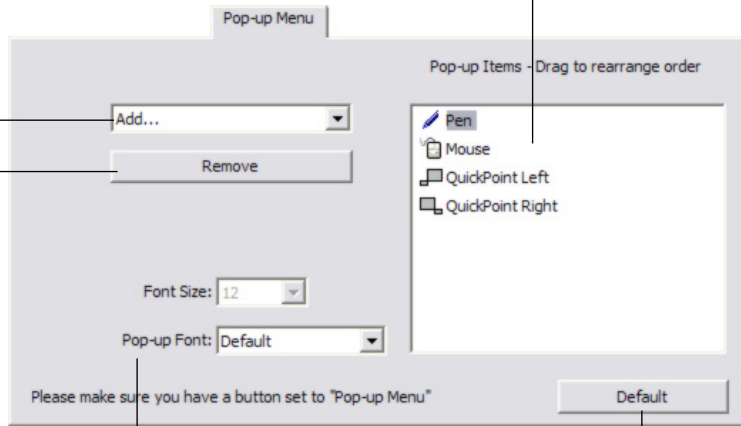 Pop-up Menu
Pop-up Items - Drag to rearrange order
Add...
Remove
Pen
Mouse
QuickPoint Left
QuickPoint Right
Font Size: 12
Pop-up Font: Default
Please make sure you have a button set to "Pop-up Menu"
Default